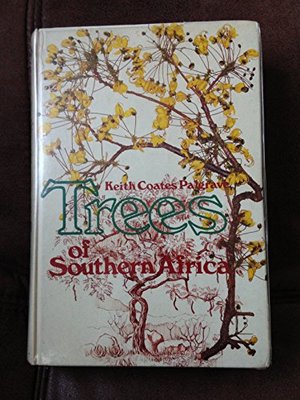 Keith Coates Palgrave
Trees
of
Southern Africa